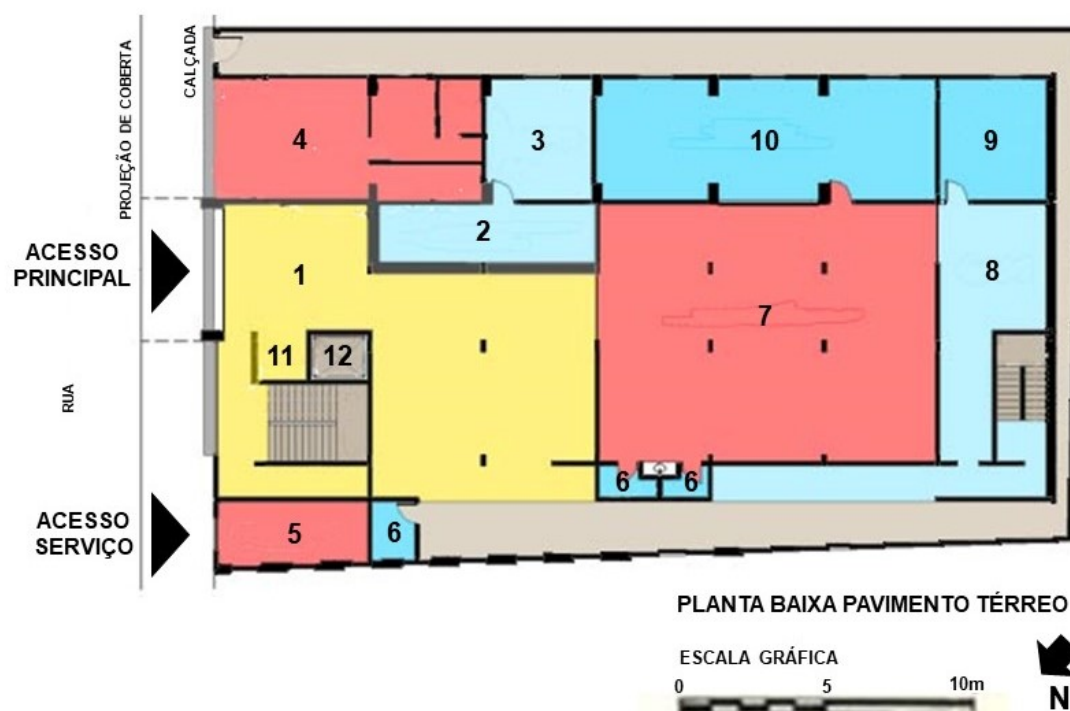 PROJEÇÃO DE COBERTA
CALÇADA
RUA
ACESSO
PRINCIPAL
ACESSO
SERVIÇO
4
3
10
9
2
1
7
8
11
12
6
6
5
6
PLANTA BAIXA PAVIMENTO TÉRREO
ESCALA GRÁFICA
0
5
10m
N